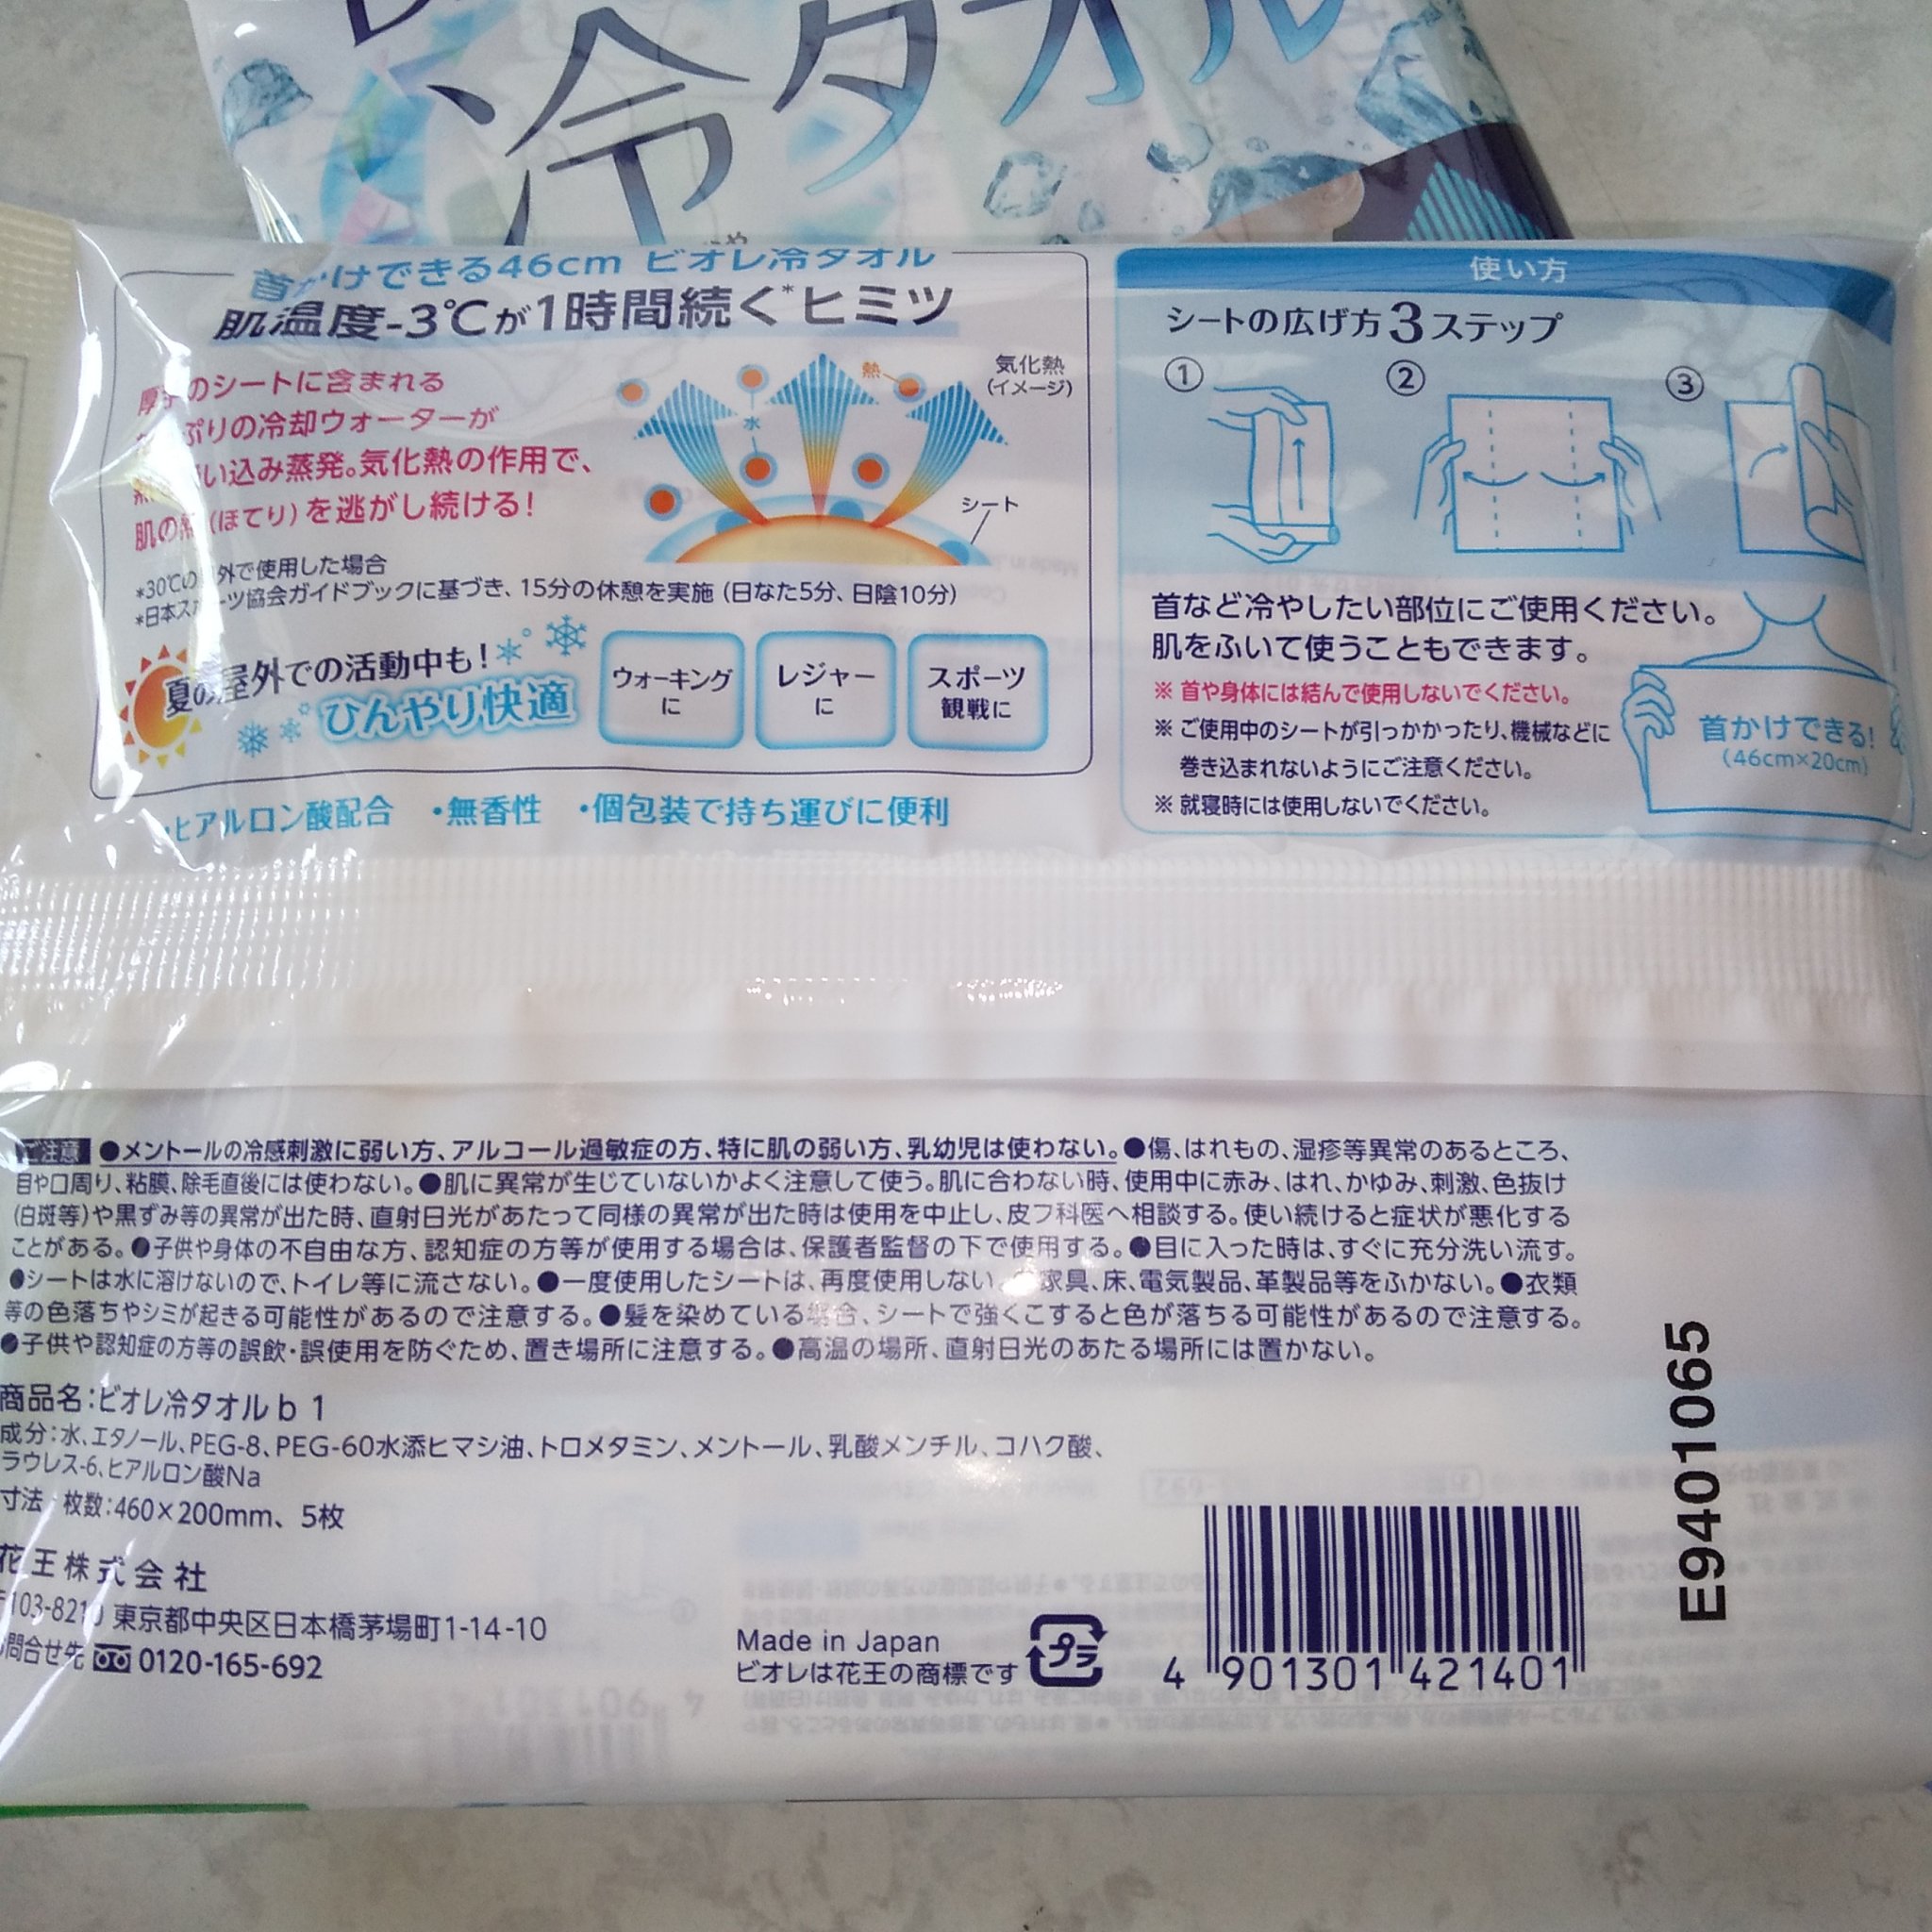 冷タオル
首かけできる46cm ビオレ冷タオル
肌温度-3℃が1時間続く*ヒミツ
厚手のシートに含まれる
ぷりの冷却ウォーターが
い込み蒸発。気化熱の作用で、
肌の熱(ほてり)を逃がし続ける!
熱
水
気化熱
(イメージ)
シート
*30℃の屋外で使用した場合
*日本スポーツ協会ガイドブックに基づき、15分の休憩を実施(日なた5分、日陰10分)
夏の屋外での活動中も!
ひんやり快適
ウォーキング
に
レジャー
に
スポーツ
観戦に
・ヒアルロン酸配合 ・無香性 ・個包装で持ち運びに便利
使い方
シートの広げ方3ステップ
① ② ③
首など冷やしたい部位にご使用ください。
肌をふいて使うこともできます。
※首や身体には結んで使用しないでください。
※ご使用中のシートが引っかかったり、機械などに
巻き込まれないようにご注意ください。
※就寝時には使用しないでください。
首かけできる!
(46cm×20cm)
ご注意 ●メントールの冷感刺激に弱い方、アルコール過敏症の方、特に肌の弱い方、乳幼児は使わない。●傷、はれもの、湿疹等異常のあるところ、
目や口周り、粘膜、除毛直後には使わない。●肌に異常が生じていないかよく注意して使う。肌に合わない時、使用中に赤み、はれ、かゆみ、刺激、色抜け
(白斑等)や黒ずみ等の異常が出た時、直射日光があたって同様の異常が出た時は使用を中止し、皮フ科医へ相談する。使い続けると症状が悪化する
ことがある。●子供や身体の不自由な方、認知症の方等が使用する場合は、保護者監督の下で使用する。●目に入った時は、すぐに充分洗い流す。
●シートは水に溶けないので、トイレ等に流さない。●一度使用したシートは、再度使用しない。●家具、床、電気製品、革製品等をふかない。●衣類
等の色落ちやシミが起きる可能性があるので注意する。●髪を染めている場合、シートで強くこすると色が落ちる可能性があるので注意する。
●子供や認知症の方等の誤飲・誤使用を防ぐため、置き場所に注意する。●高温の場所、直射日光のあたる場所には置かない。
商品名:ビオレ冷タオルb 1
成分:水、エタノール、PEG-8、PEG-60水添ヒマシ油、トロメタミン、メントール、乳酸メンチル、コハク酸、
ラウレス-6、ヒアルロン酸Na
寸法・枚数:460×200mm、5枚
花王株式会社
〒103-8210 東京都中央区日本橋茅場町1-14-10
お問合せ先 0120-165-692
Made in Japan
ビオレは花王の商標です
プラ
4 901301 421401
E9401065